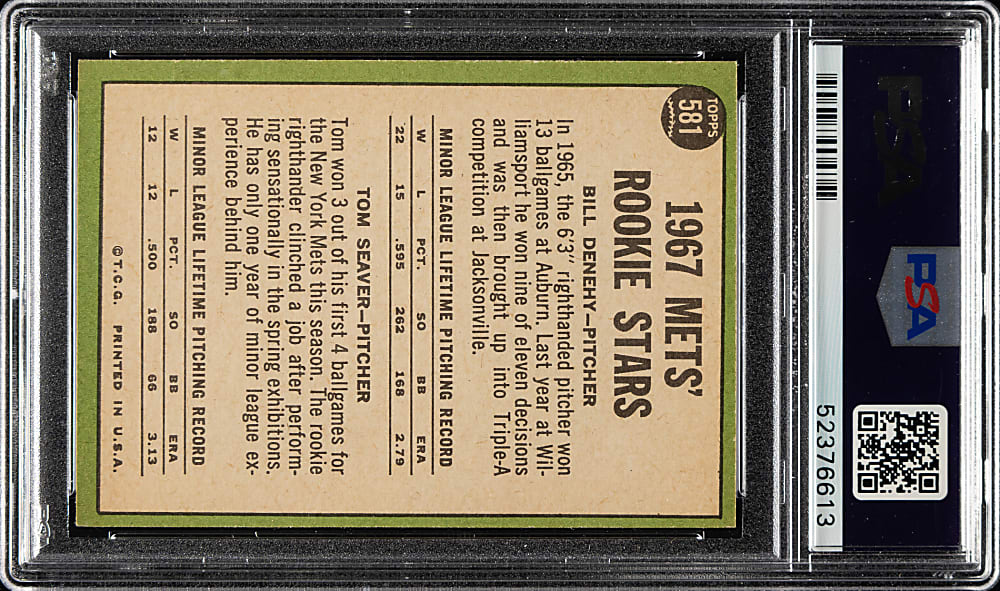 PSA
PSA
52376613
TOPPS
581
1967 METS'
ROOKIE STARS
BILL DENEHY–PITCHER
In 1965, the 6'3" righthanded pitcher won
13 ballgames at Auburn. Last year at Wil-
liamsport he won nine of eleven decisions
and was then brought up into Triple-A
competition at Jacksonville.
MINOR LEAGUE LIFETIME PITCHING RECORD
W L PCT. SO BB ERA
22 15 .595 262 168 2.79
TOM SEAVER–PITCHER
Tom won 3 out of his first 4 ballgames for
the New York Mets this season. The rookie
righthander clinched a job after perform-
ing sensationally in the spring exhibitions.
He has only one year of minor league ex-
perience behind him.
MINOR LEAGUE LIFETIME PITCHING RECORD
W L PCT. SO BB ERA
12 12 .500 188 66 3.13
©T.C.G. PRINTED IN U.S.A.